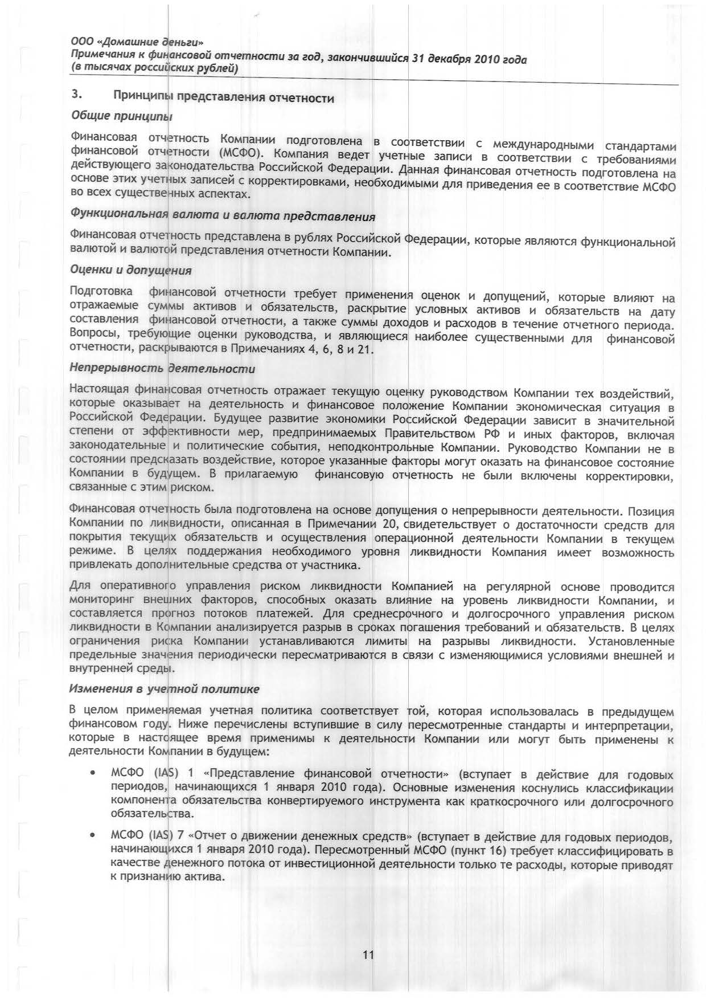 ООО «Домашние деньги»
Примечания к финансовой отчетности за год, закончившийся 31 декабря 2010 года
(в тысячах российских рублей)
3. Принципы представления отчетности
Общие принципы
Финансовая отчетность Компании подготовлена в соответствии с международными стандартами
финансовой отчетности (МСФО). Компания ведет учетные записи в соответствии с требованиями
действующего законодательства Российской Федерации. Данная финансовая отчетность подготовлена на
основе этих учетных записей с корректировками, необходимыми для приведения ее в соответствие МСФО
во всех существенных аспектах.
Функциональная валюта и валюта представления
Финансовая отчетность представлена в рублях Российской Федерации, которые являются функциональной
валютой и валютой представления отчетности Компании.
Оценки и допущения
Подготовка финансовой отчетности требует применения оценок и допущений, которые влияют на
отражаемые суммы активов и обязательств, раскрытие условных активов и обязательств на дату
составления финансовой отчетности, а также суммы доходов и расходов в течение отчетного периода.
Вопросы, требующие оценки руководства, и являющиеся наиболее существенными для финансовой
отчетности, раскрываются в Примечаниях 4, 6, 8 и 21.
Непрерывность деятельности
Настоящая финансовая отчетность отражает текущую оценку руководством Компании тех воздействий,
которые оказывает на деятельность и финансовое положение Компании экономическая ситуация в
Российской Федерации. Будущее развитие экономики Российской Федерации зависит в значительной
степени от эффективности мер, предпринимаемых Правительством РФ и иных факторов, включая
законодательные и политические события, неподконтрольные Компании. Руководство Компании не в
состоянии предсказать воздействие, которое указанные факторы могут оказать на финансовое состояние
Компании в будущем. В прилагаемую финансовую отчетность не были включены корректировки,
связанные с этим риском.
Финансовая отчетность была подготовлена на основе допущения о непрерывности деятельности. Позиция
Компании по ликвидности, описанная в Примечании 20, свидетельствует о достаточности средств для
покрытия текущих обязательств и осуществления операционной деятельности Компании в текущем
режиме. В целях поддержания необходимого уровня ликвидности Компания имеет возможность
привлекать дополнительные средства от участника.
Для оперативного управления риском ликвидности Компанией на регулярной основе проводится
мониторинг внешних факторов, способных оказать влияние на уровень ликвидности Компании, и
составляется прогноз потоков платежей. Для среднесрочного и долгосрочного управления риском
ликвидности в Компании анализируется разрыв в сроках погашения требований и обязательств. В целях
ограничения риска Компании устанавливаются лимиты на разрывы ликвидности. Установленные
предельные значения периодически пересматриваются в связи с изменяющимися условиями внешней и
внутренней среды.
Изменения в учетной политике
В целом применяемая учетная политика соответствует той, которая использовалась в предыдущем
финансовом году. Ниже перечислены вступившие в силу пересмотренные стандарты и интерпретации,
которые в настоящее время применимы к деятельности Компании или могут быть применены к
деятельности Компании в будущем:
• МСФО (IAS) 1 «Представление финансовой отчетности» (вступает в действие для годовых
периодов, начинающихся 1 января 2010 года). Основные изменения коснулись классификации
компонента обязательства конвертируемого инструмента как краткосрочного или долгосрочного
обязательства.
• МСФО (IAS) 7 «Отчет о движении денежных средств» (вступает в действие для годовых периодов,
начинающихся 1 января 2010 года). Пересмотренный МСФО (пункт 16) требует классифицировать в
качестве денежного потока от инвестиционной деятельности только те расходы, которые приводят
к признанию актива.
11